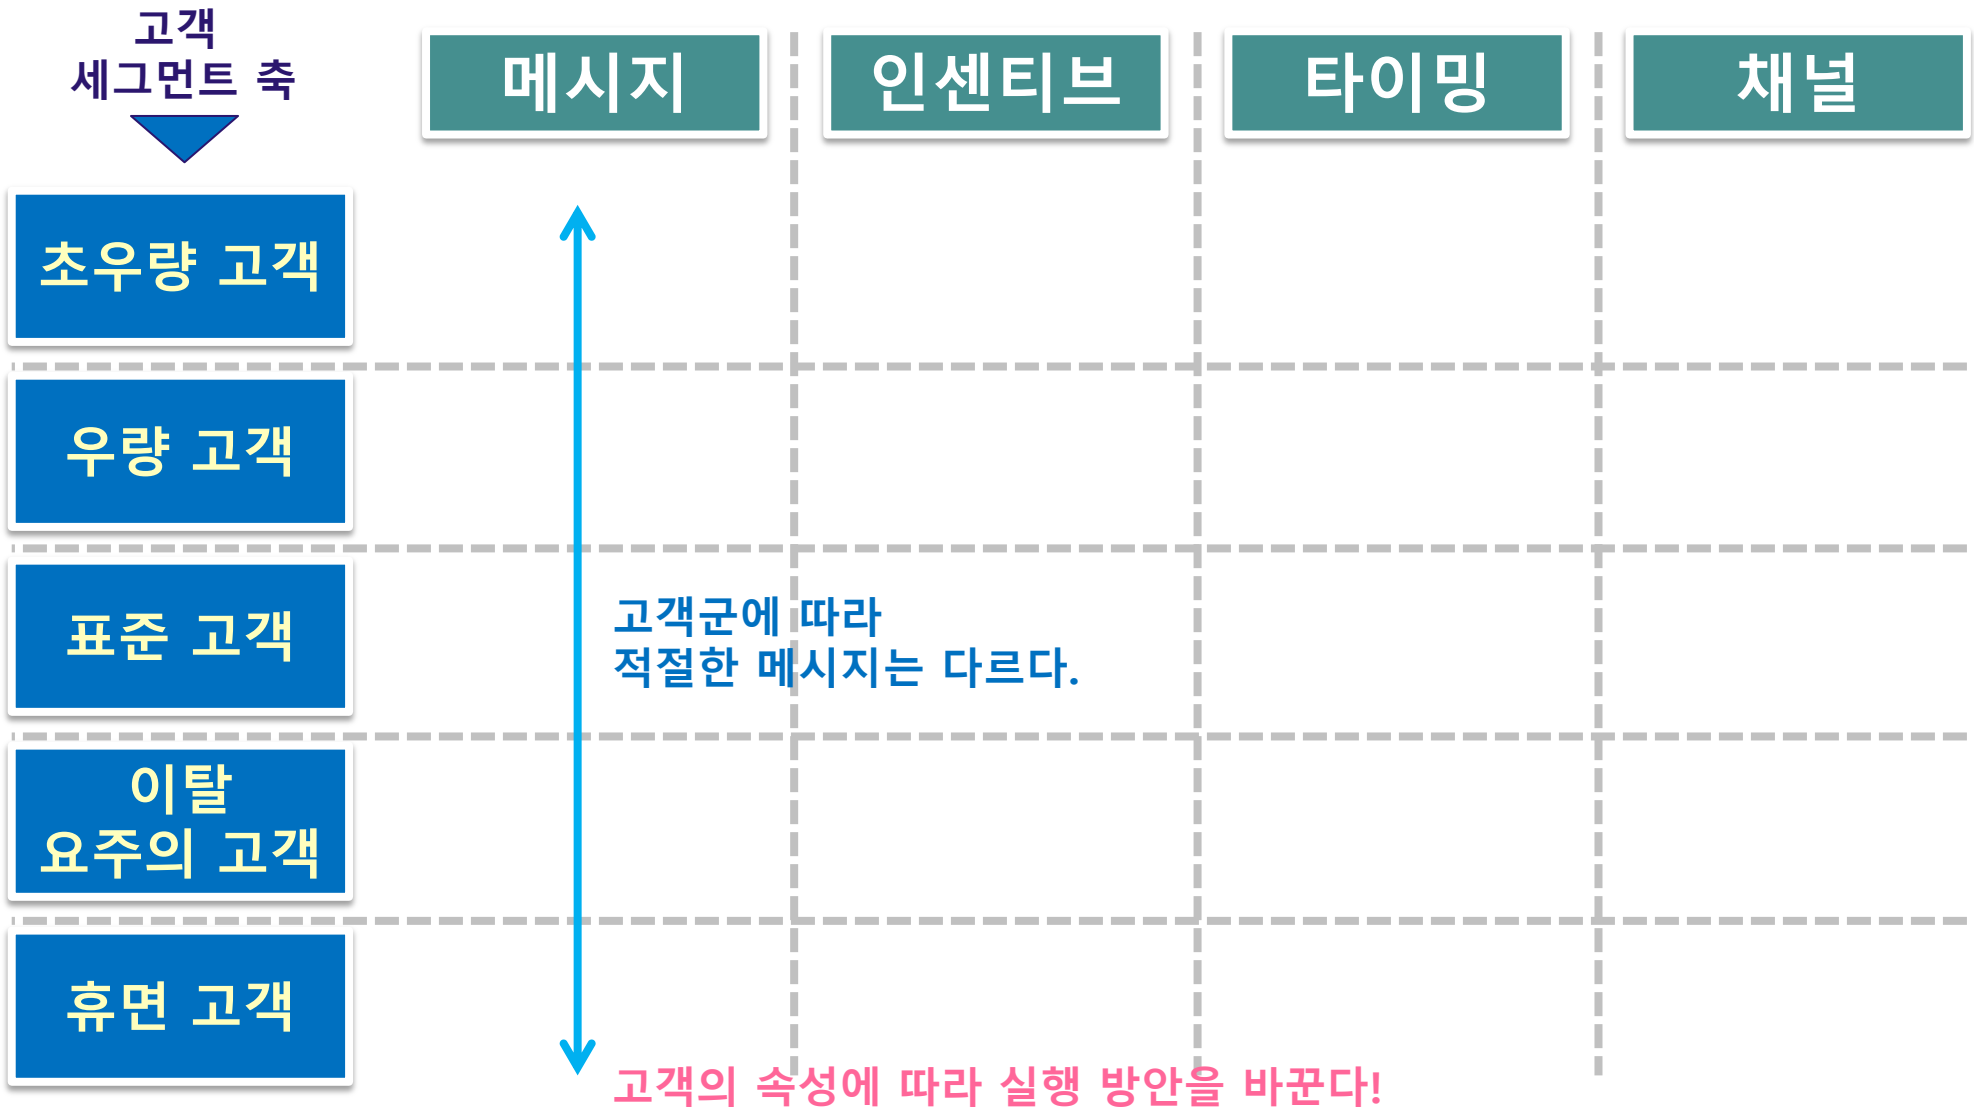 고객
세그먼트 축
메시지
인센티브
타이밍
채널
초우량 고객
우량 고객
표준 고객
고객군에 따라
적절한 메시지는 다르다.
이탈
요주의 고객
휴면 고객
고객의 속성에 따라 실행 방안을 바꾼다!